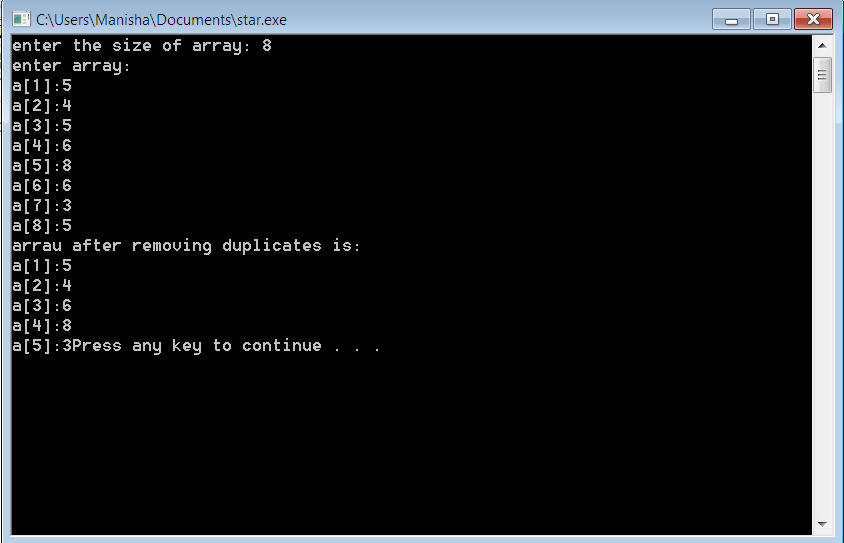 C:\Users\Manisha\Documents\star.exe
enter the size of array: 8
enter array:
a[1]:5
a[2]:4
a[3]:5
a[4]:6
a[5]:8
a[6]:6
a[7]:3
a[8]:5
arrau after removing duplicates is:
a[1]:5
a[2]:4
a[3]:6
a[4]:8
a[5]:3Press any key to continue . . .